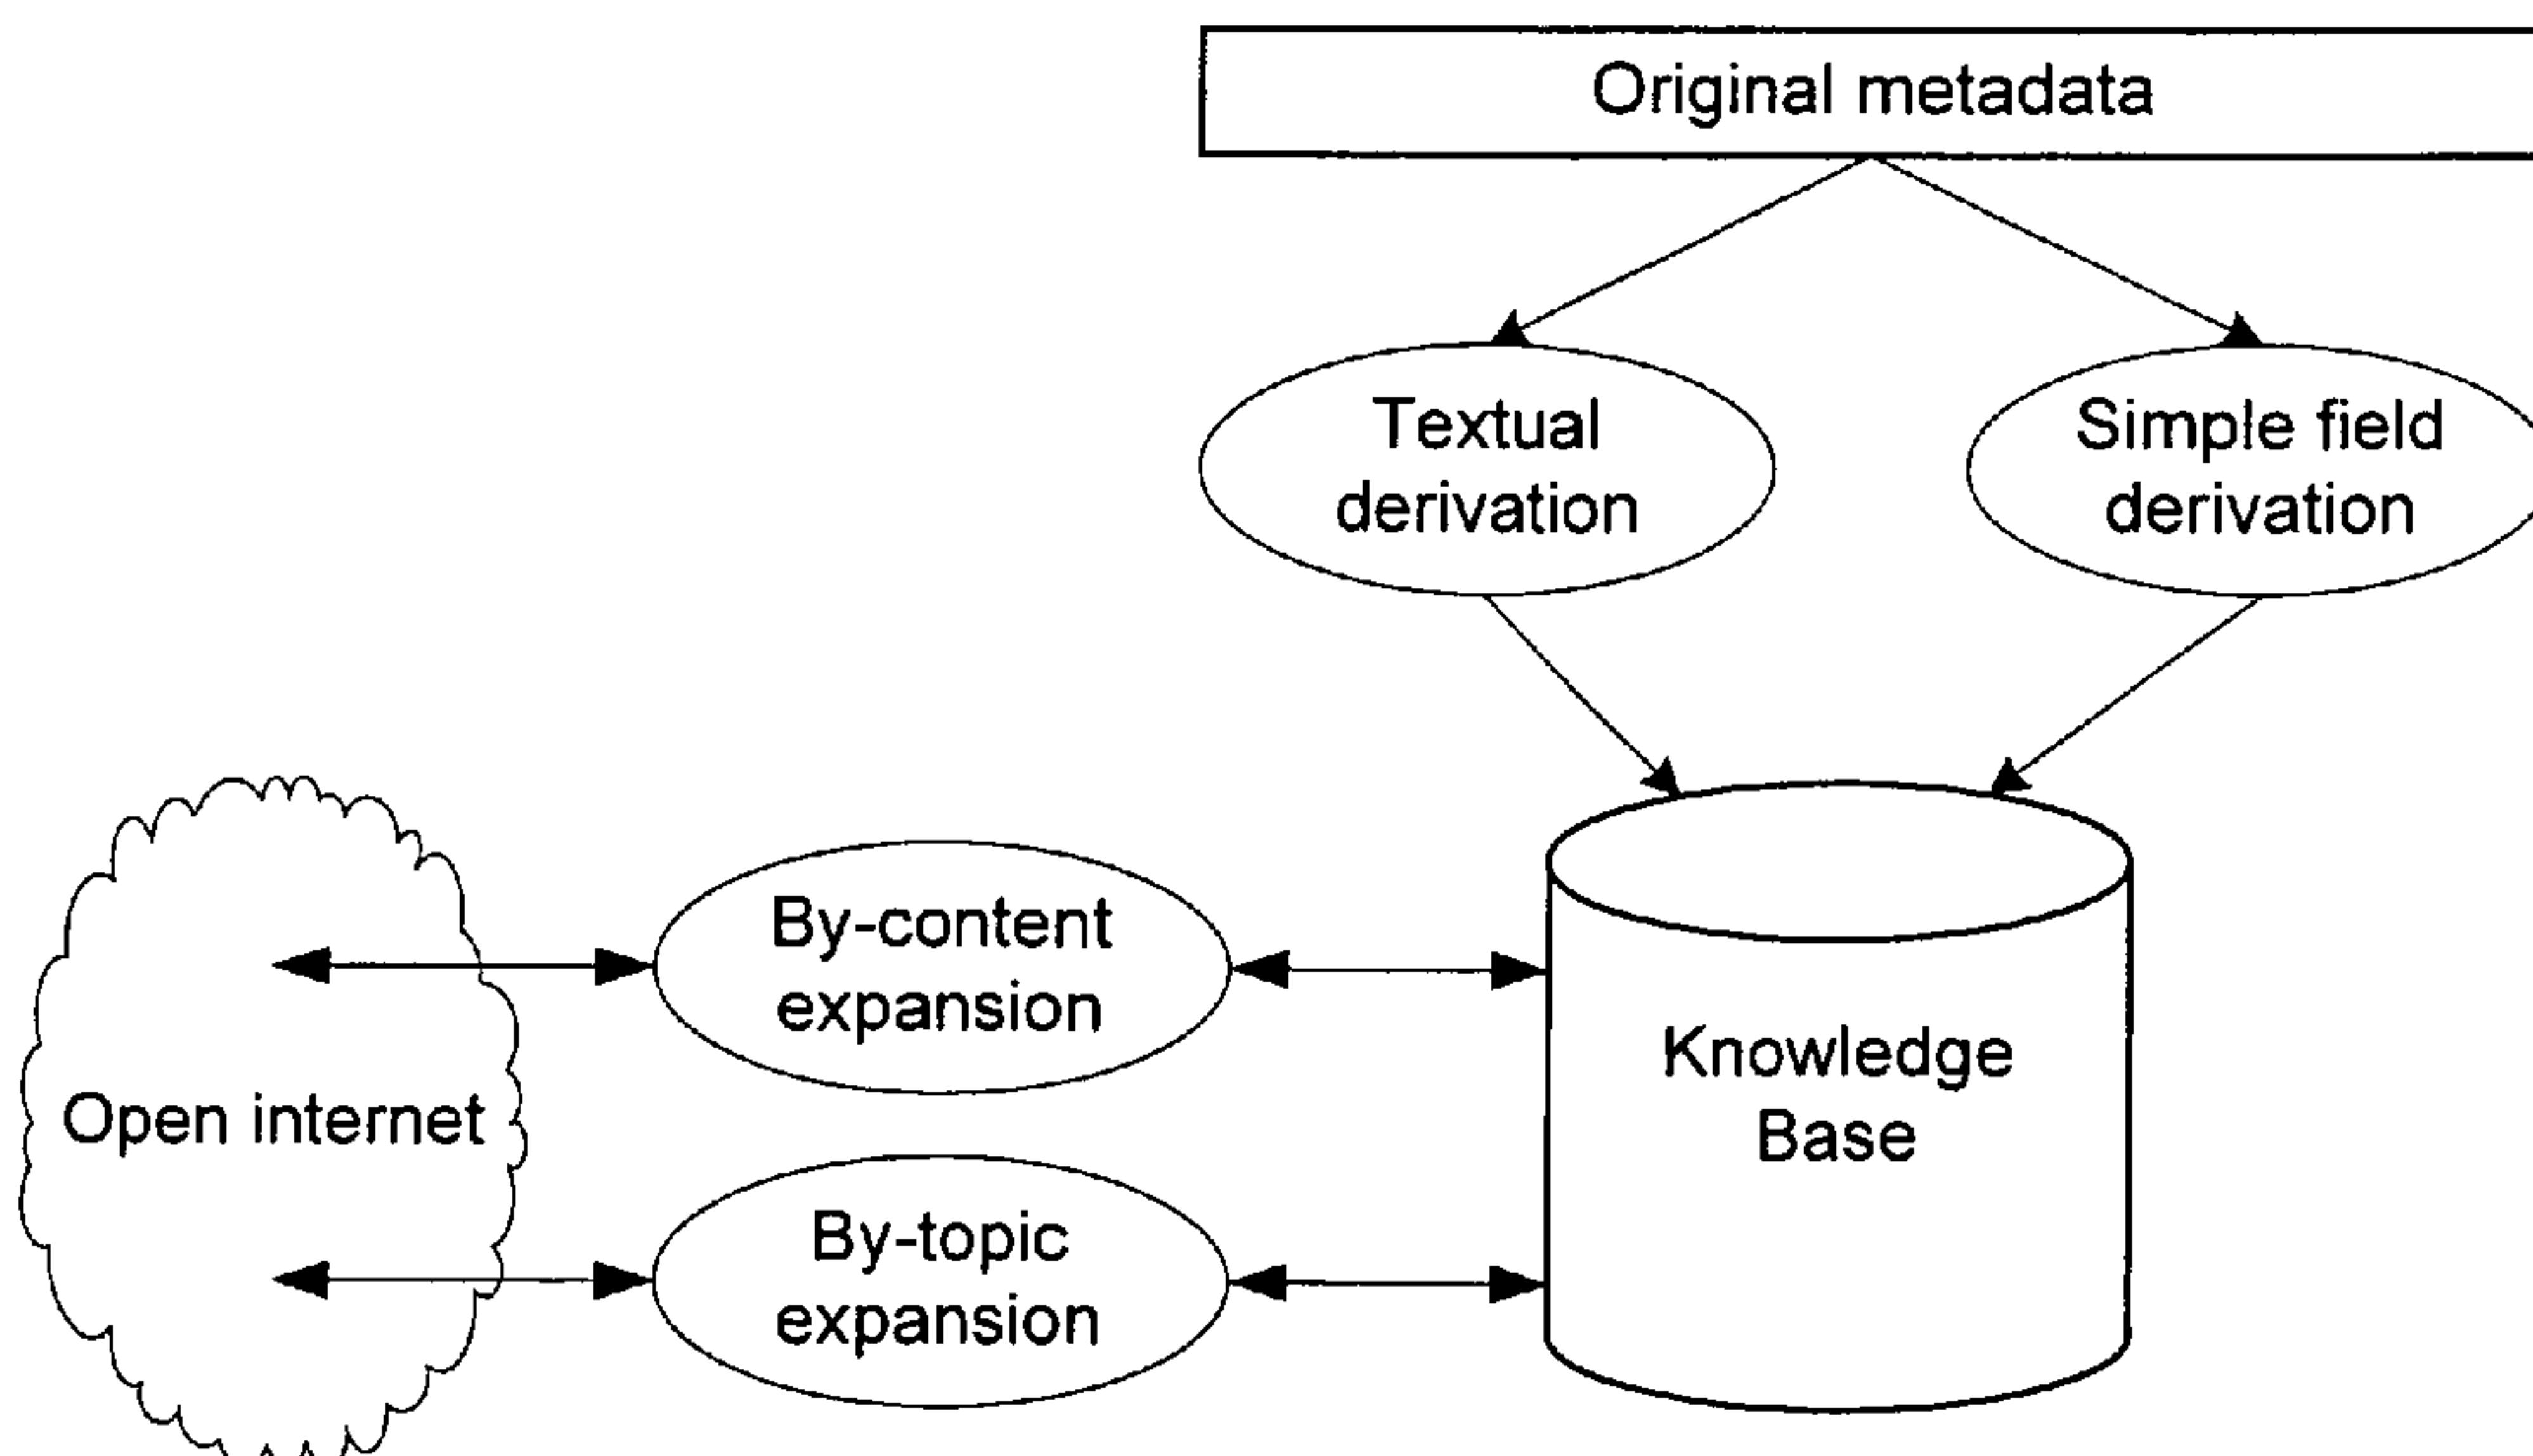 Original metadata
Textual
derivation
Simple field
derivation
By-content
expansion
Knowledge
Base
Open internet
By-topic
expansion